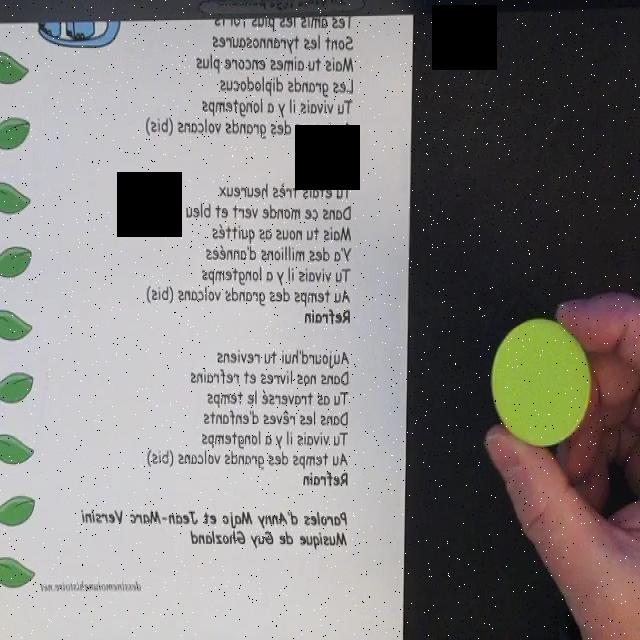 Tes amis les plus forts
Sont les tyrannosaures
Mais tu aimes encore plus
Les grands diplodocus
Tu vivais il y a longtemps
des grands volcans (bis)
Tu étais très heureux
Dans ce monde vert et bleu
Mais tu nous as quittés
Y'a des millions d'années
Tu vivais il y a longtemps
Au temps des grands volcans (bis)
Refrain
Aujourd'hui tu reviens
Dans nos livres et refrains
Tu as traversé le temps
Dans les rêves d'enfants
Tu vivais il y à longtemps
Au temps des grands volcans (bis)
Refrain
Paroles d'Anny Mojo et Jean-Marc Versini
Musique de Guy Ghozland
dessinemoiunehistoire.net